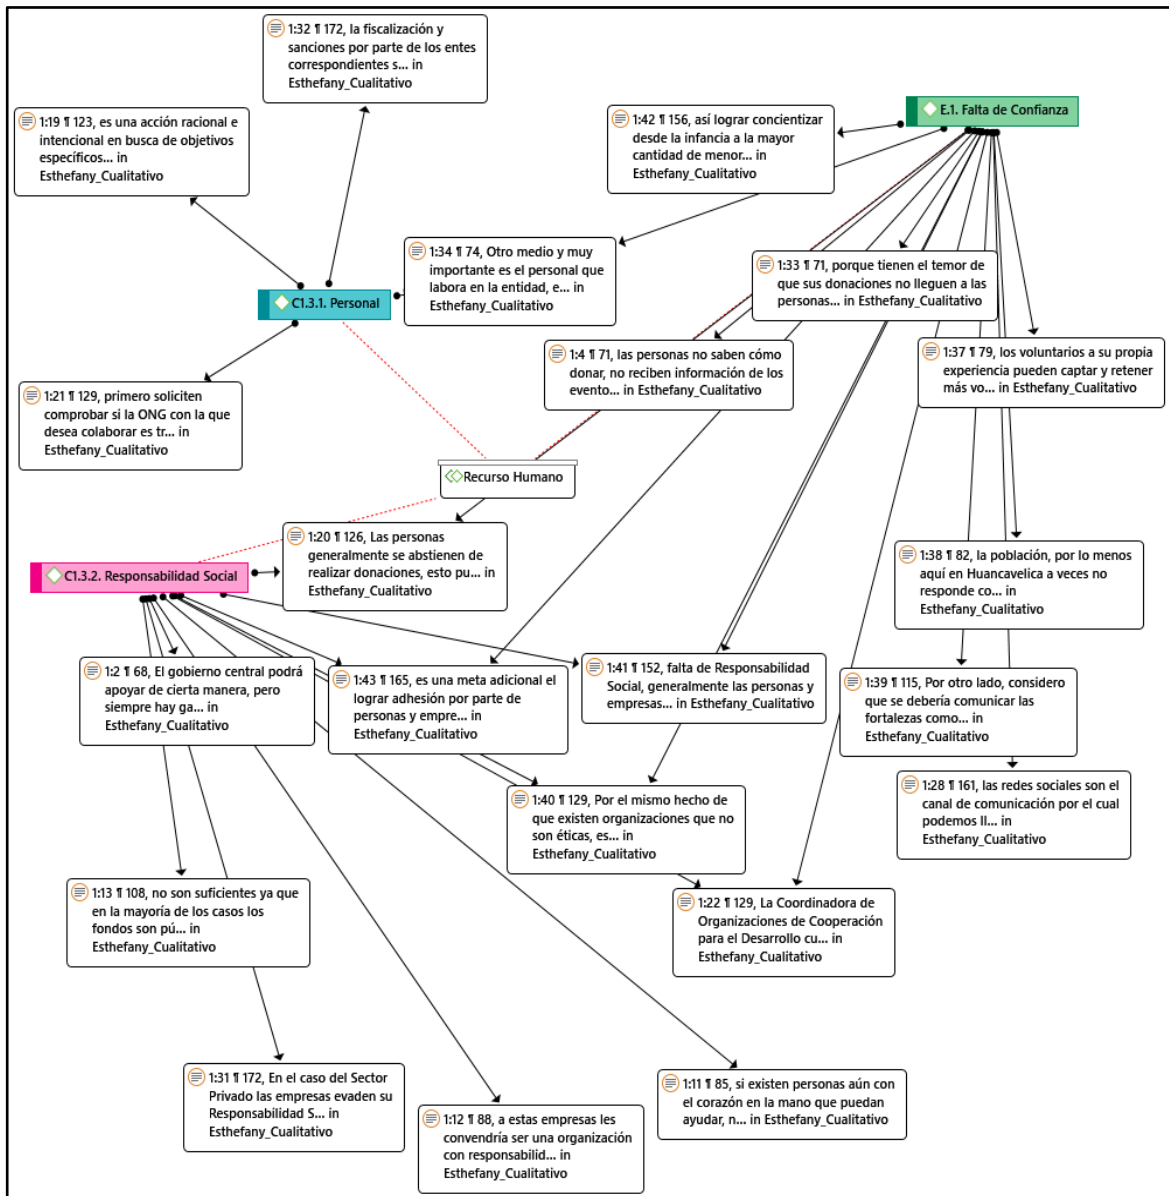 1:32 ¶ 172, la fiscalización y
sanciones por parte de los entes
correspondientes s... in
Esthefany_Cualitativo
1:19 ¶ 123, es una acción racional e
intencional en busca de objetivos
específicos... in
Esthefany_Cualitativo
1:42 ¶ 156, así lograr concientizar
desde la infancia a la mayor
cantidad de menor... in
Esthefany_Cualitativo
E.1. Falta de Confianza
1:34 ¶ 74, Otro medio y muy
importante es el personal que
labora en la entidad, e... in
Esthefany_Cualitativo
1:33 ¶ 71, porque tienen el temor de
que sus donaciones no lleguen a las
personas... in Esthefany_Cualitativo
C1.3.1. Personal
1:4 ¶ 71, las personas no saben cómo
donar, no reciben información de los
evento... in Esthefany_Cualitativo
1:37 ¶ 79, los voluntarios a su propia
experiencia pueden captar y retener
más vo... in Esthefany_Cualitativo
1:21 ¶ 129, primero soliciten
comprobar si la ONG con la que
desea colaborar es tr... in
Esthefany_Cualitativo
Recurso Humano
1:20 ¶ 126, Las personas
generalmente se abstienen de
realizar donaciones, esto pu... in
Esthefany_Cualitativo
C1.3.2. Responsabilidad Social
1:38 ¶ 82, la población, por lo menos
aquí en Huancavelica a veces no
responde co... in
Esthefany_Cualitativo
1:2 ¶ 68, El gobierno central podrá
apoyar de cierta manera, pero
siempre hay ga... in
Esthefany_Cualitativo
1:43 ¶ 165, es una meta adicional el
lograr adhesión por parte de
personas y empre... in
Esthefany_Cualitativo
1:41 ¶ 152, falta de Responsabilidad
Social, generalmente las personas y
empresas... in Esthefany_Cualitativo
1:39 ¶ 115, Por otro lado, considero
que se debería comunicar las
fortalezas como... in
Esthefany_Cualitativo
1:28 ¶ 161, las redes sociales son el
canal de comunicación por el cual
podemos ll... in
Esthefany_Cualitativo
1:40 ¶ 129, Por el mismo hecho de
que existen organizaciones que no
son éticas, es... in
Esthefany_Cualitativo
1:13 ¶ 108, no son suficientes ya que
en la mayoría de los casos los
fondos son pú... in
Esthefany_Cualitativo
1:22 ¶ 129, La Coordinadora de
Organizaciones de Cooperación
para el Desarrollo cu... in
Esthefany_Cualitativo
1:31 ¶ 172, En el caso del Sector
Privado las empresas evaden su
Responsabilidad S... in
Esthefany_Cualitativo
1:11 ¶ 85, si existen personas aún con
el corazón en la mano que puedan
ayudar, n... in Esthefany_Cualitativo
1:12 ¶ 88, a estas empresas les
convendría ser una organización
con responsabilid... in
Esthefany_Cualitativo